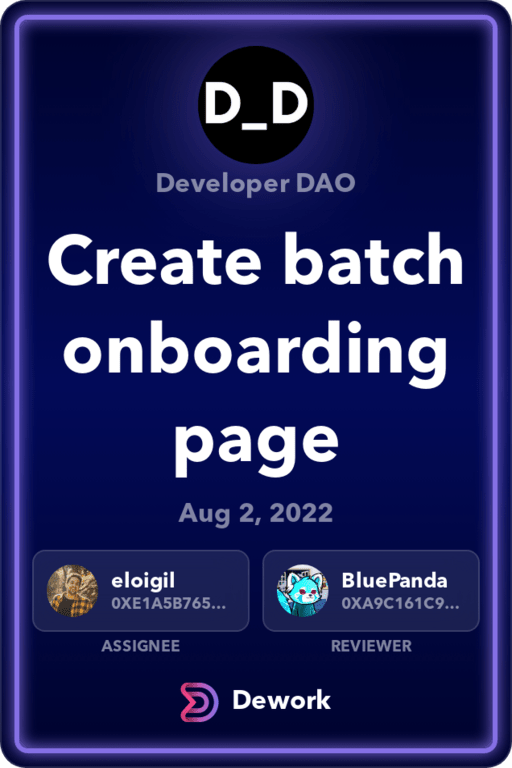 D_D
Developer DAO
Create batch
onboarding
page
Aug 2, 2022
eloigil
0XE1A5B765...
BluePanda
0XA9C161C9...
ASSIGNEE
REVIEWER
Dework